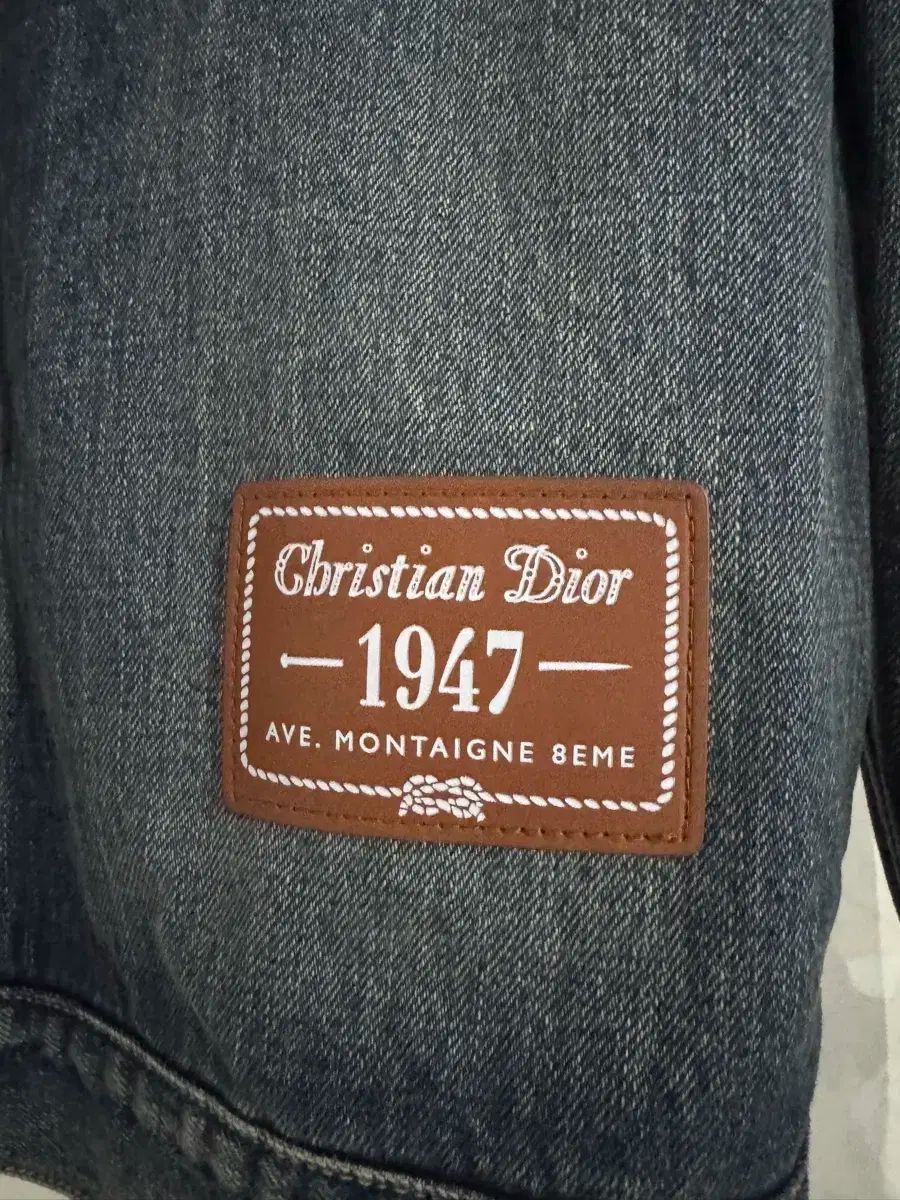 Christian Dior
1947
AVE. MONTAIGNE 8EME